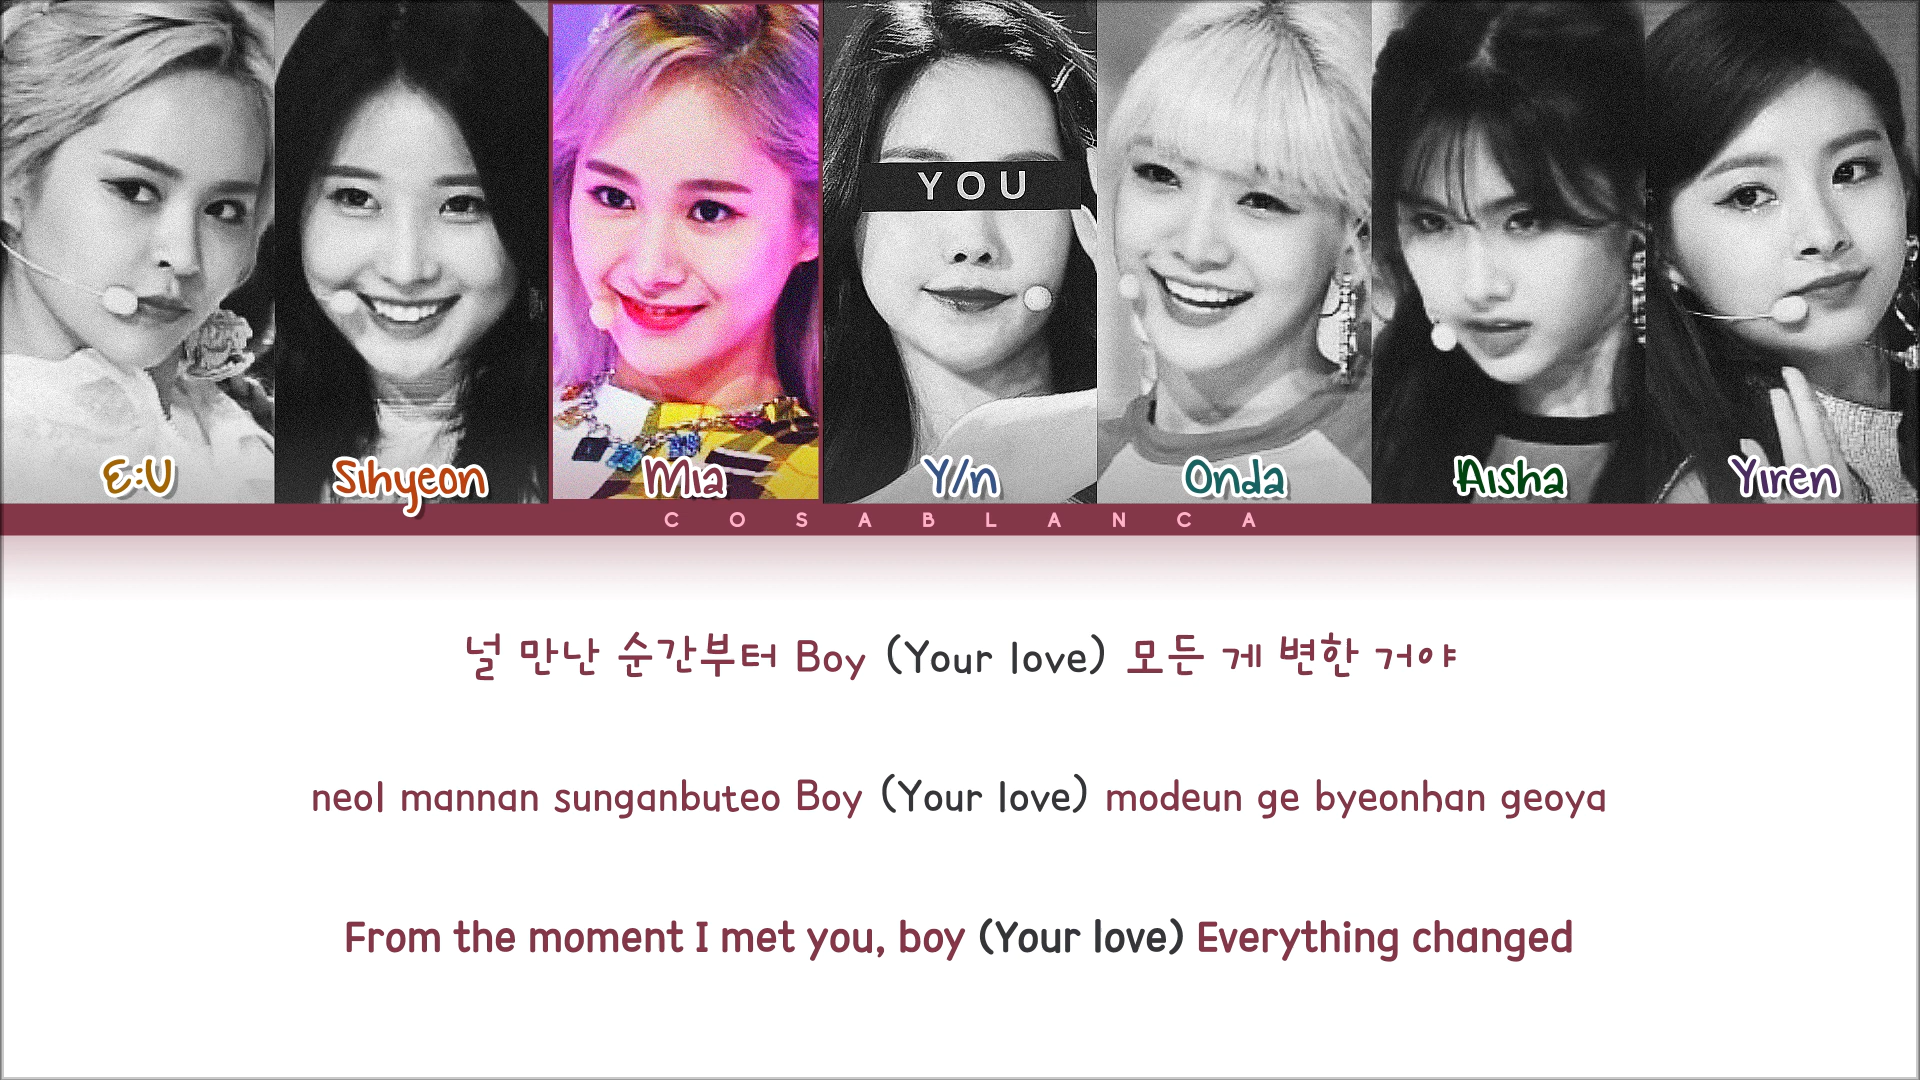 YOU
E:U Sihyeon Mia Y/n Onda Aisha Yiren
COSABLANCA
널 만난 순간부터 Boy (Your love) 모든 게 변한 거야
neol mannan sunganbuteo Boy (Your love) modeun ge byeonhan geoya
From the moment I met you, boy (Your love) Everything changed